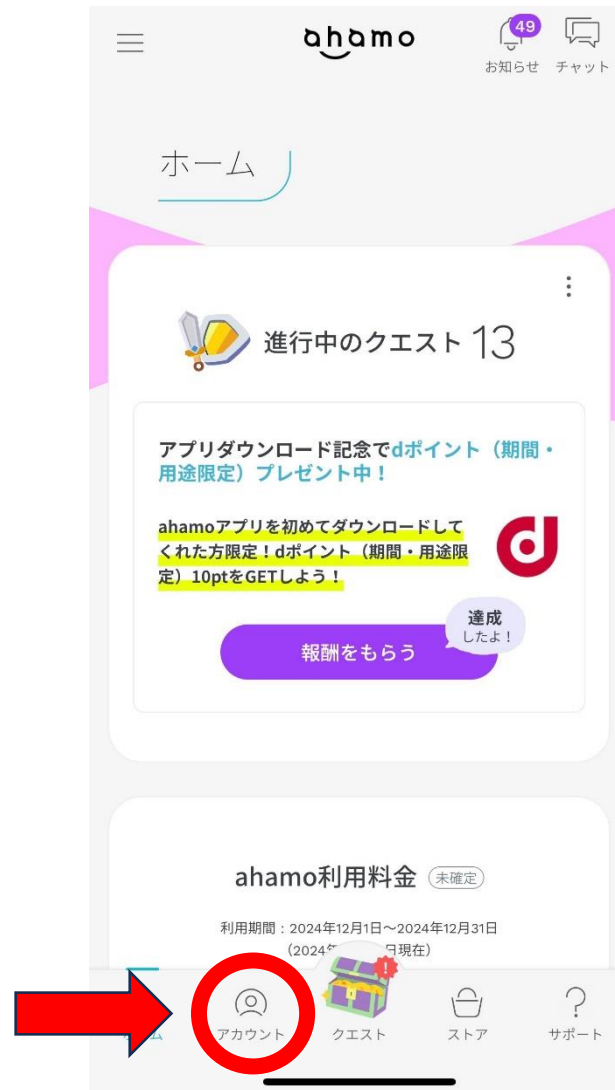 ahamo
49
お知らせ チャット
ホーム
進行中のクエスト 13
アプリダウンロード記念でdポイント（期間・
用途限定）プレゼント中！
ahamoアプリを初めてダウンロードして
くれた方限定！dポイント（期間・用途限
定）10ptをGETしよう！
d
達成
したよ！
報酬をもらう
ahamo利用料金 未確定
利用期間：2024年12月1日～2024年12月31日
（2024年 日現在）
アカウント クエスト ストア サポート